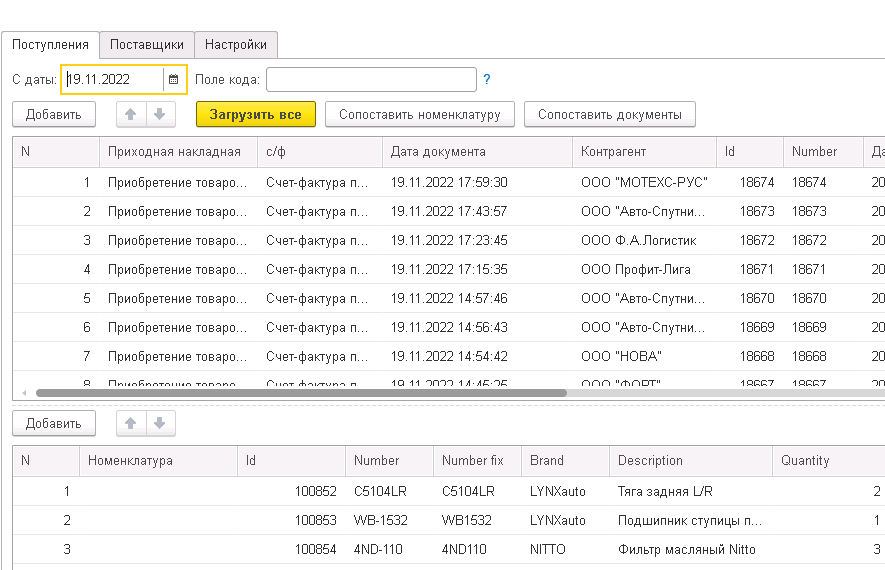 Поступления Поставщики Настройки
С даты: 19.11.2022 Поле кода: ?
Добавить Загрузить все Сопоставить номенклатуру Сопоставить документы
N Приходная накладная с/ф Дата документа Контрагент Id Number Да
1 Приобретение товаро... Счет-фактура п... 19.11.2022 17:59:30 ООО "МОТЕХС-РУС" 18674 18674 20
2 Приобретение товаро... Счет-фактура п... 19.11.2022 17:43:57 ООО "Авто-Спутни... 18673 18673 20
3 Приобретение товаро... Счет-фактура п... 19.11.2022 17:23:45 ООО Ф.А.Логистик 18672 18672 20
4 Приобретение товаро... Счет-фактура п... 19.11.2022 17:15:35 ООО Профит-Лига 18671 18671 20
5 Приобретение товаро... Счет-фактура п... 19.11.2022 14:57:46 ООО "Авто-Спутни... 18670 18670 20
6 Приобретение товаро... Счет-фактура п... 19.11.2022 14:56:43 ООО "Авто-Спутни... 18669 18669 20
7 Приобретение товаро... Счет-фактура п... 19.11.2022 14:54:42 ООО "НОВА" 18668 18668 20
8 Приобретение товаро... Счет-фактура п... 19.11.2022 14:45:25 ООО "ФОРТ" 18667 18667 20
Добавить
N Номенклатура Id Number Number fix Brand Description Quantity
1 100852 C5104LR C5104LR LYNXauto Тяга задняя L/R 2
2 100853 WB-1532 WB1532 LYNXauto Подшипник ступицы п... 1
3 100854 4ND-110 4ND110 NITTO Фильтр масляный Nitto 3